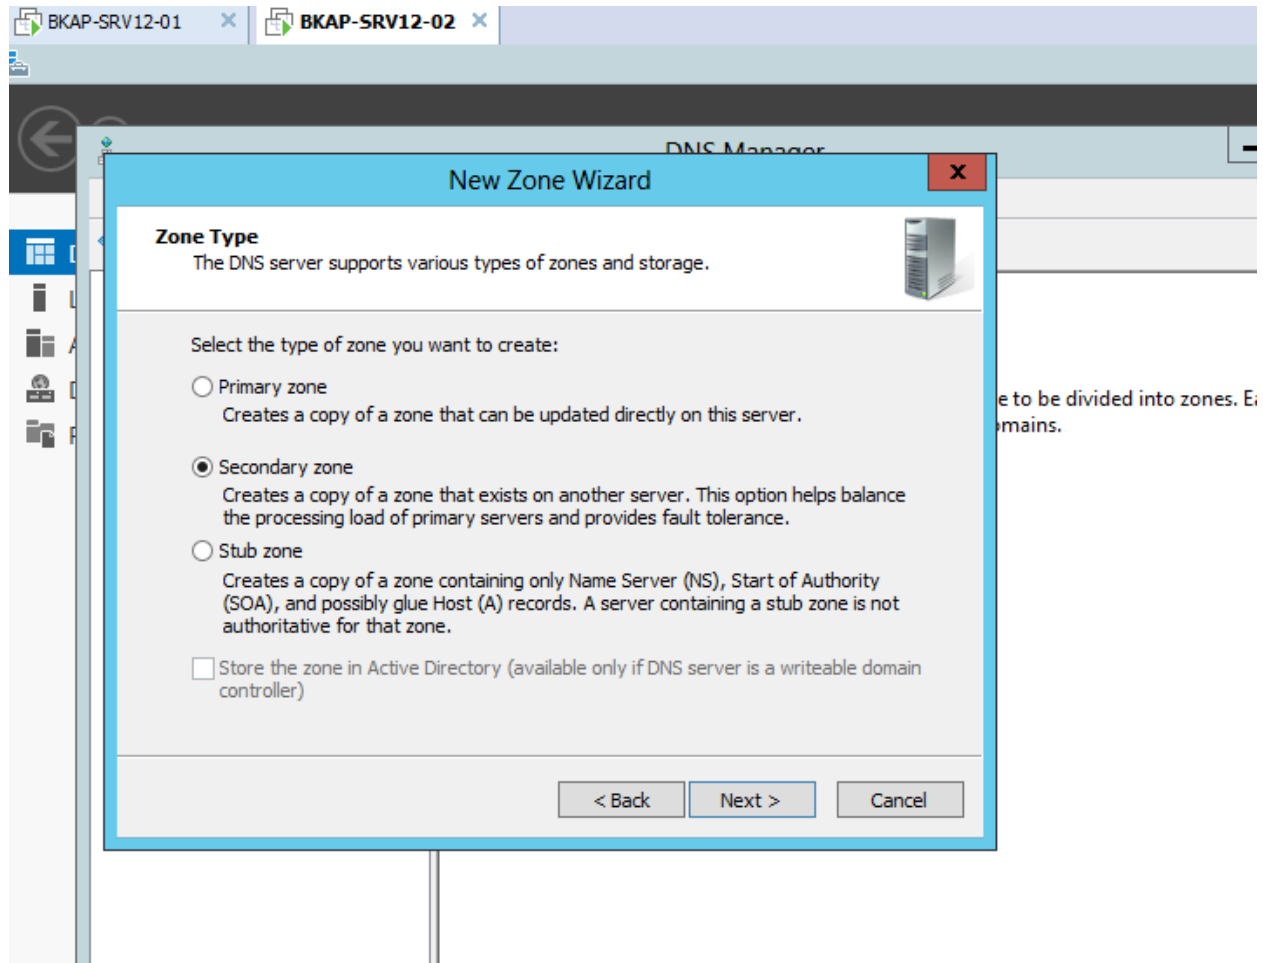 BKAP-SRV12-01
BKAP-SRV12-02
DNS Manager
New Zone Wizard
x
Zone Type
The DNS server supports various types of zones and storage.
Select the type of zone you want to create:
Primary zone
Creates a copy of a zone that can be updated directly on this server.
e to be divided into zones. Ea
omains.
Secondary zone
Creates a copy of a zone that exists on another server. This option helps balance
the processing load of primary servers and provides fault tolerance.
Stub zone
Creates a copy of a zone containing only Name Server (NS), Start of Authority
(SOA), and possibly glue Host (A) records. A server containing a stub zone is not
authoritative for that zone.
Store the zone in Active Directory (available only if DNS server is a writeable domain
controller)
< Back
Next >
Cancel